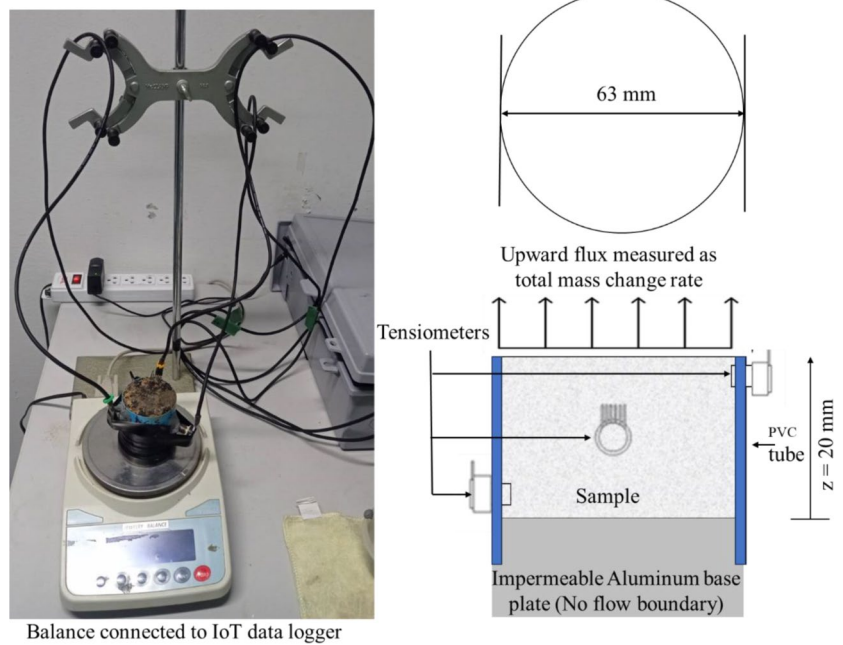 63 mm
Upward flux measured as
total mass change rate
Tensiometers
PVC
tube
z = 20 mm
Sample
Impermeable Aluminum base
plate (No flow boundary)
Balance connected to IoT data logger